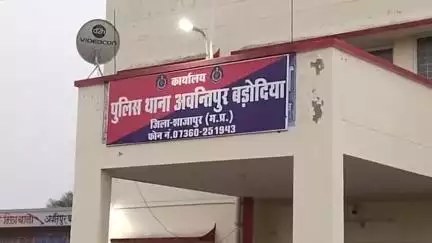 d2h
VIDEOCON
कार्यालय
पुलिस थाना अवन्तिपुर बड़ोदिया
जिला-शाजापुर (म.प्र.)
फोन नं.07360-251943